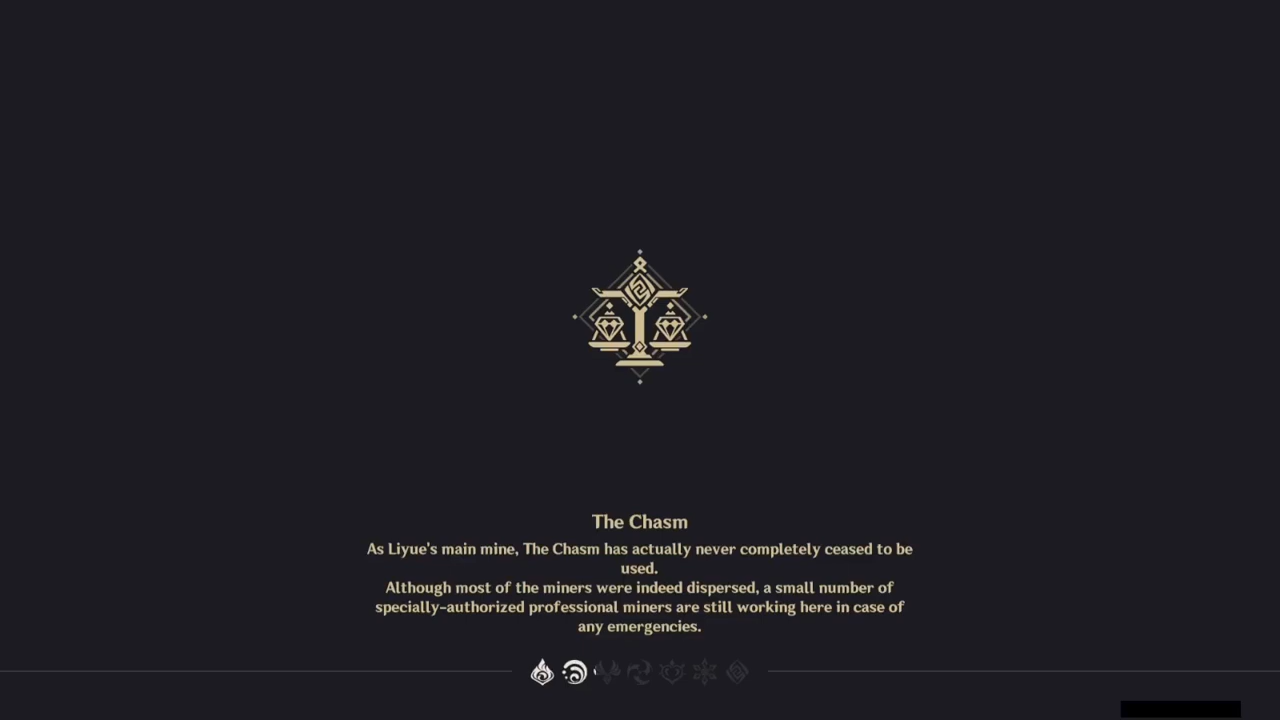 The Chasm
As Liyue's main mine, The Chasm has actually never completely ceased to be
used.
Although most of the miners were indeed dispersed, a small number of
specially-authorized professional miners are still working here in case of
any emergencies.